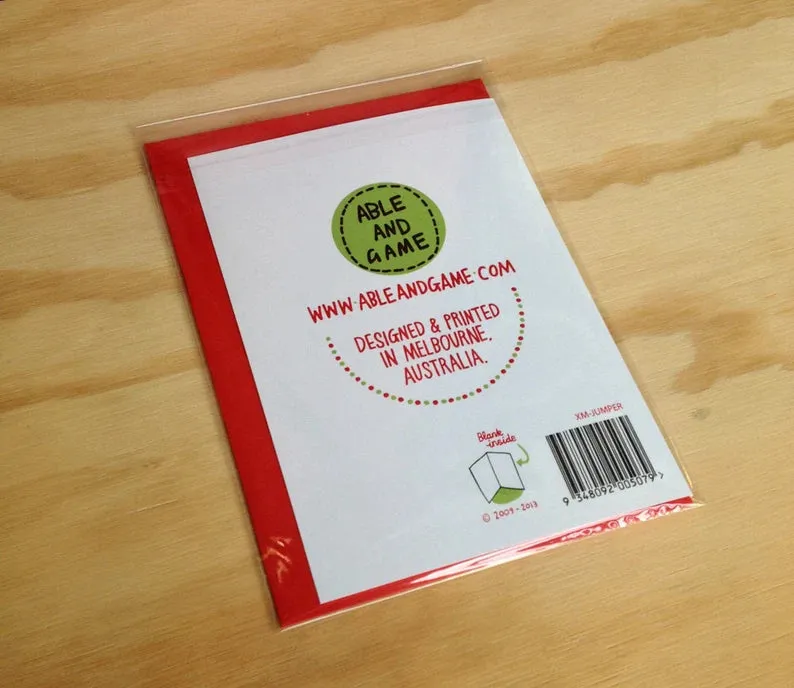 ABLE
AND
GAME
WWW·ABLEANDGAME·COM
DESIGNED & PRINTED
IN MELBOURNE,
AUSTRALIA.
XM-JUMPER
Blank
inside
© 2009-2013
9 348092 005079 >